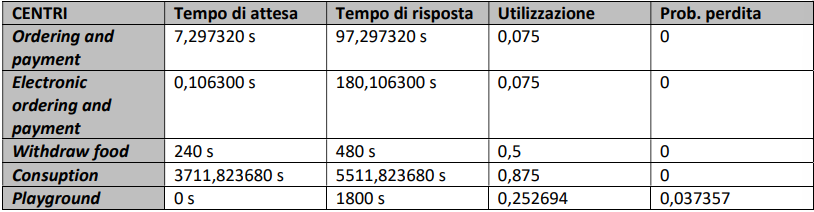 CENTRI Tempo di attesa Tempo di risposta Utilizzazione Prob. perdita
Ordering and payment 7,297320 s 97,297320 s 0,075 0
Electronic ordering and payment 0,106300 s 180,106300 s 0,075 0
Withdraw food 240 s 480 s 0,5 0
Consuption 3711,823680 s 5511,823680 s 0,875 0
Playground 0 s 1800 s 0,252694 0,037357